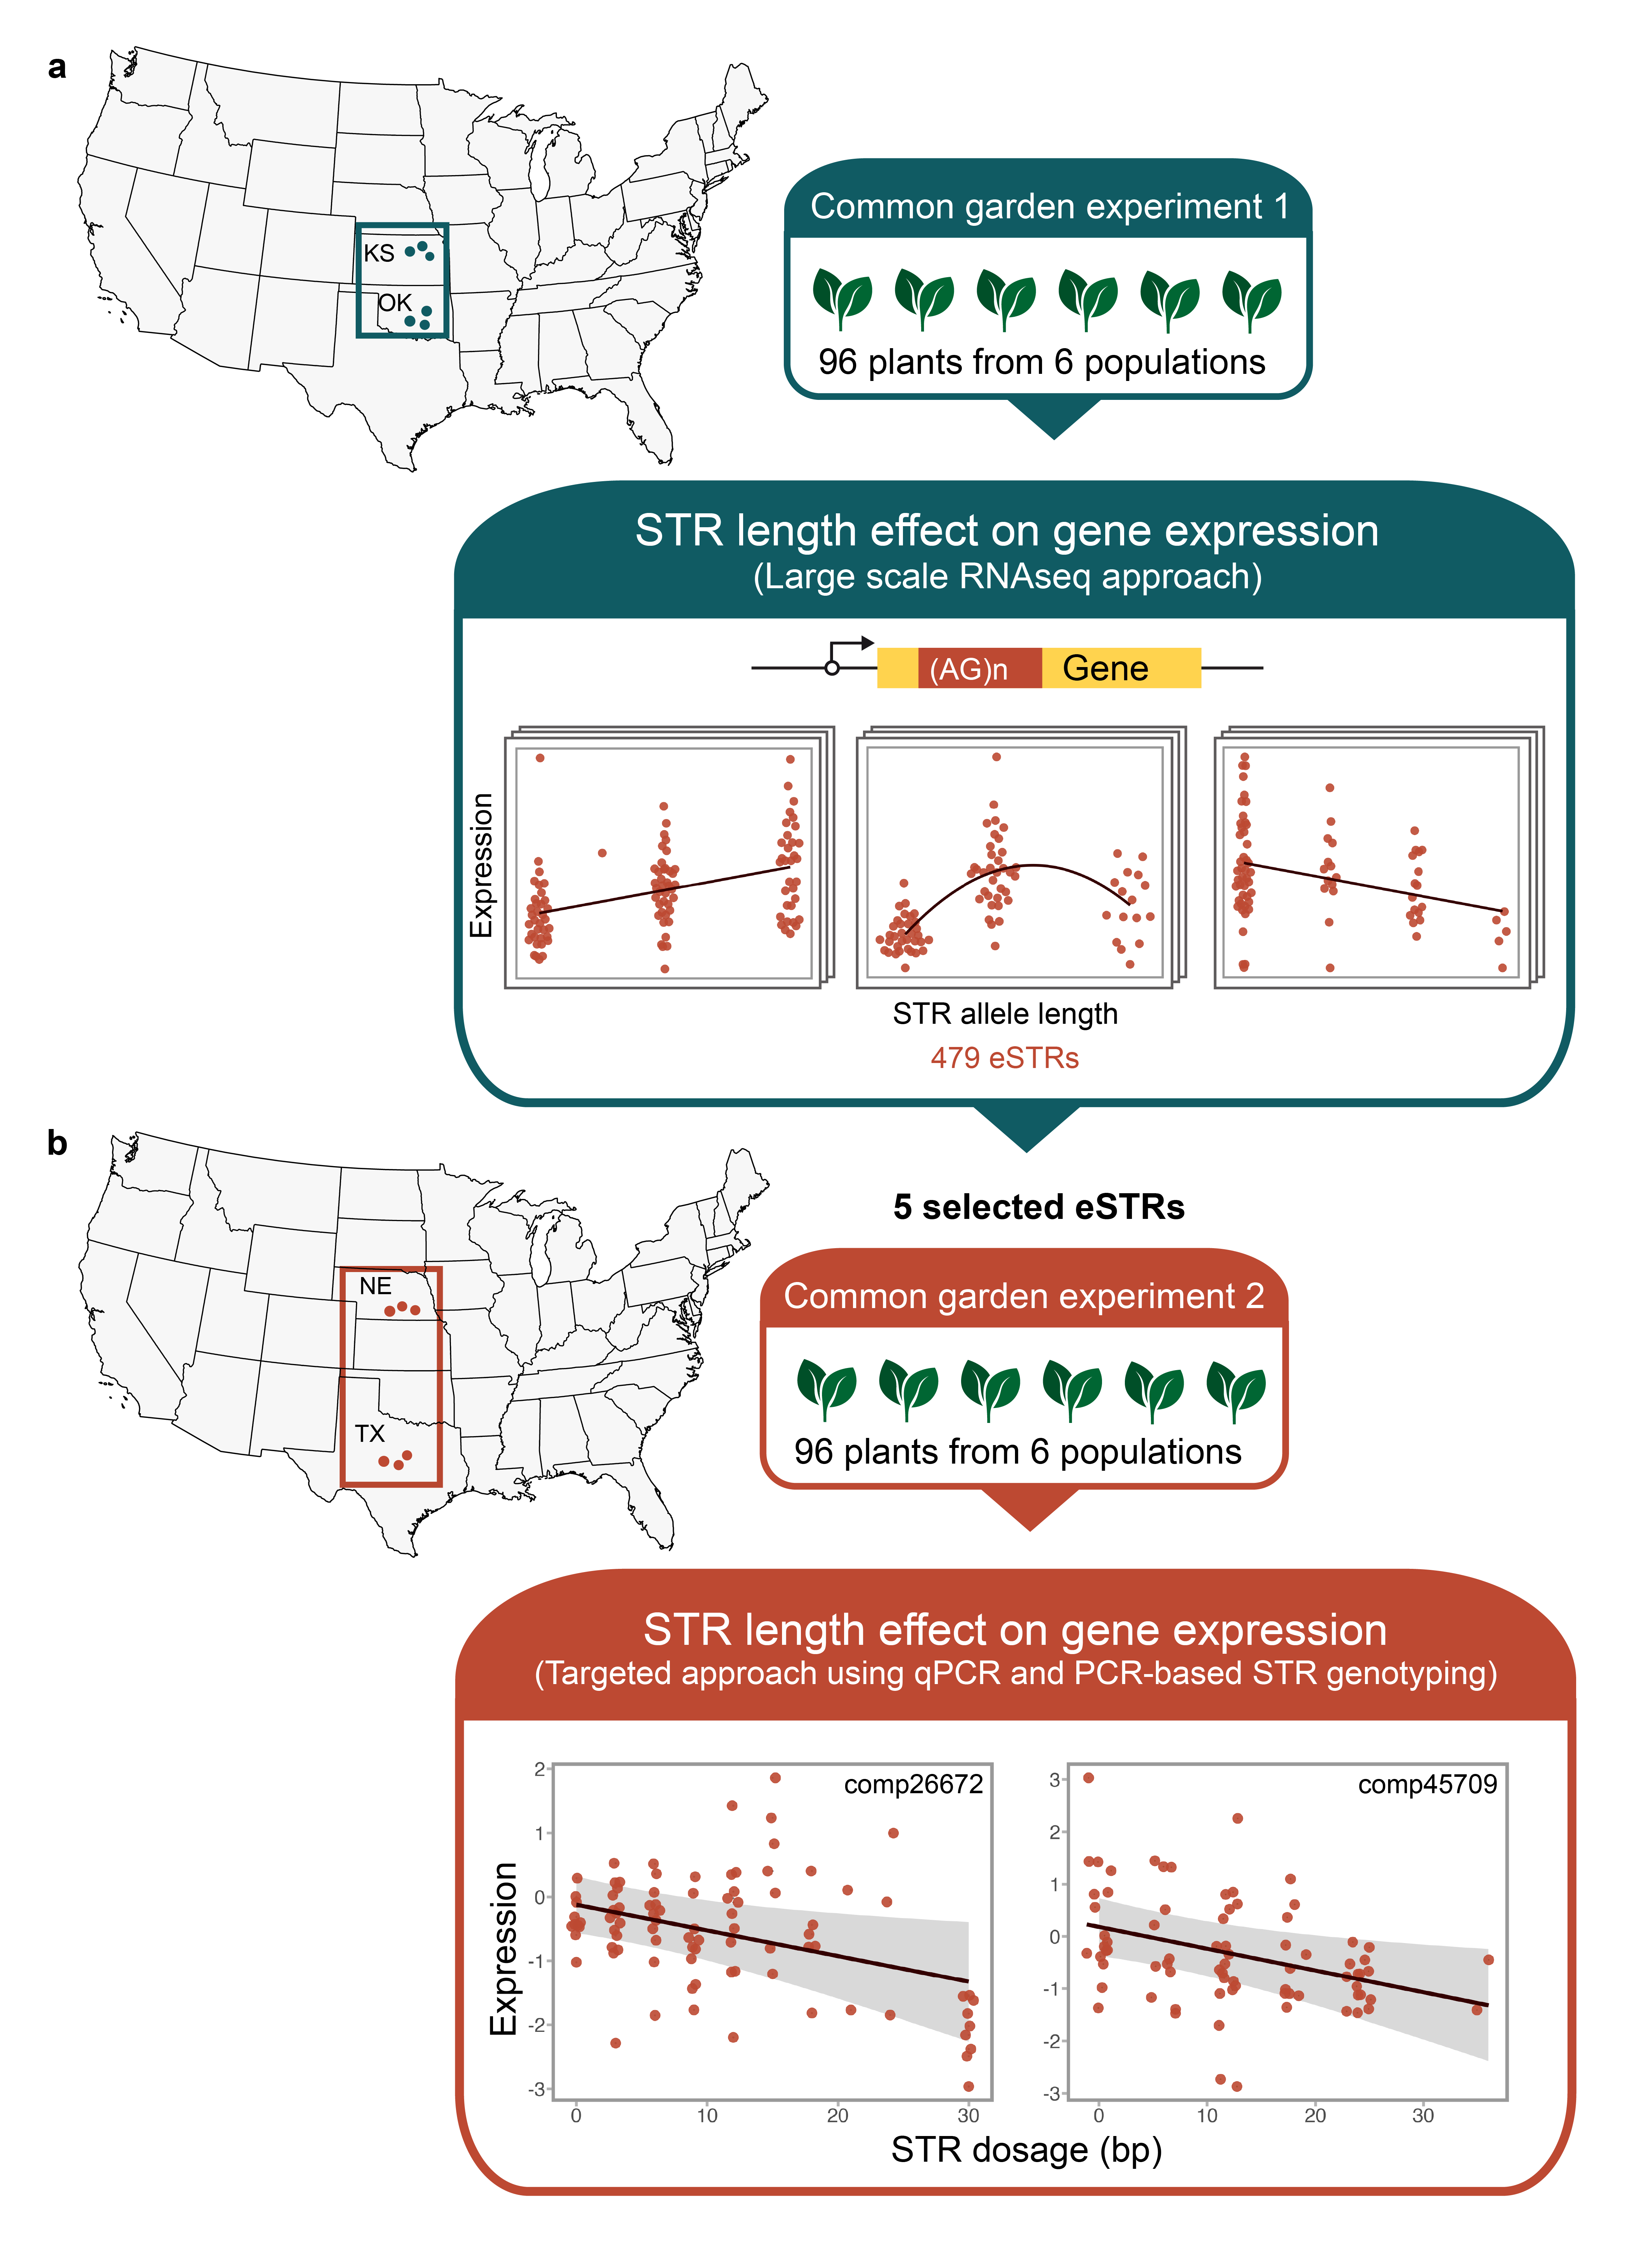 a
KS
OK
Common garden experiment 1
96 plants from 6 populations
STR length effect on gene expression
(Large scale RNAseq approach)
(AG)n
Gene
Expression
STR allele length
479 eSTRs
b
NE
TX
5 selected eSTRs
Common garden experiment 2
96 plants from 6 populations
STR length effect on gene expression
(Targeted approach using qPCR and PCR-based STR genotyping)
Expression
comp26672
2
1
0
-1
-2
-3
0 10 20 30
comp45709
3
2
1
0
-1
-2
-3
0 10 20 30
STR dosage (bp)